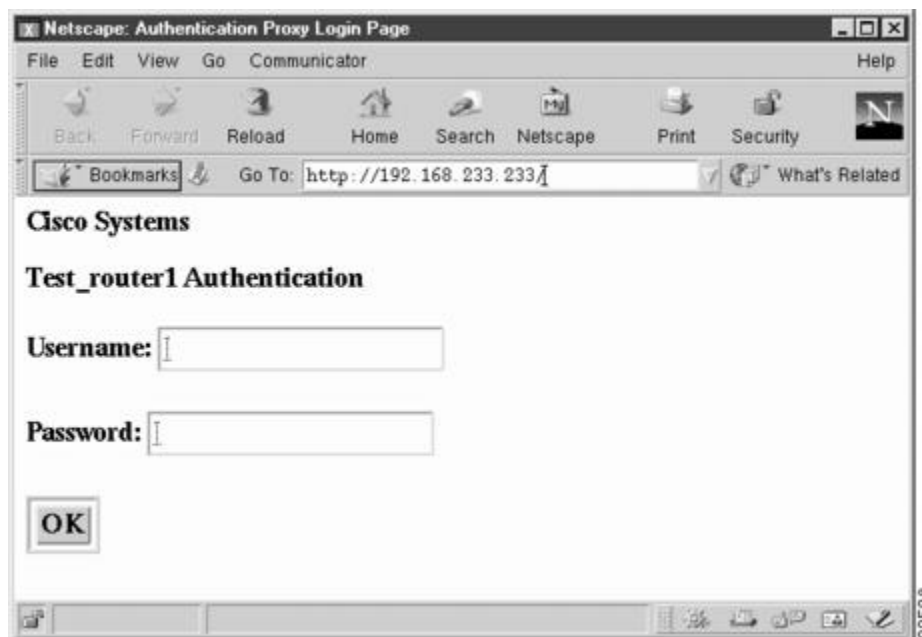 Netscape: Authentication Proxy Login Page
File Edit View Go Communicator Help
Back Forward Reload Home Search Netscape Print Security
My
N
Bookmarks Go To: http://192.168.233.233/ What's Related
Cisco Systems
Test_router1 Authentication
Username:
Password:
OK